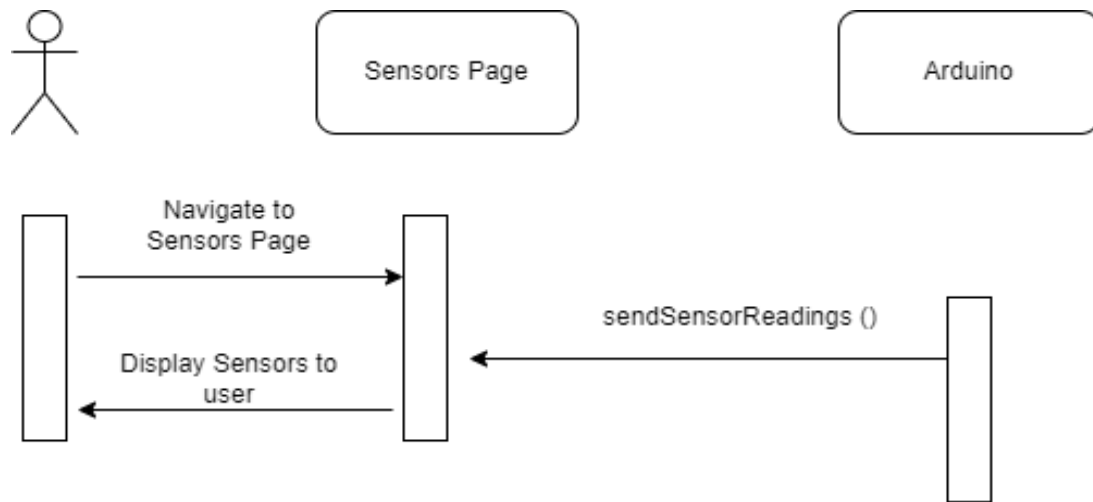 Sensors Page
Arduino
Navigate to
Sensors Page
sendSensorReadings ()
Display Sensors to
user